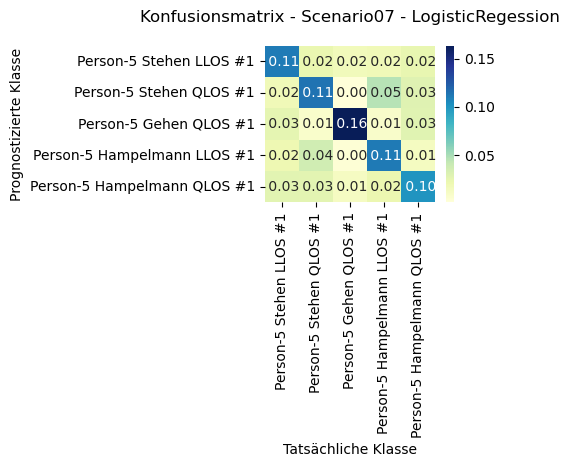 Konfusionsmatrix - Scenario07 - LogisticRegression
Prognostizierte Klasse
Person-5 Stehen LLOS #1
0.11 0.02 0.02 0.02 0.02
Person-5 Stehen QLOS #1
0.02 0.11 0.00 0.05 0.03
Person-5 Gehen QLOS #1
0.03 0.01 0.16 0.01 0.03
Person-5 Hampelmann LLOS #1
0.02 0.04 0.00 0.11 0.01
Person-5 Hampelmann QLOS #1
0.03 0.03 0.01 0.02 0.10
0.15
0.10
0.05
Person-5 Stehen LLOS #1
Person-5 Stehen QLOS #1
Person-5 Gehen QLOS #1
Person-5 Hampelmann LLOS #1
Person-5 Hampelmann QLOS #1
Tatsächliche Klasse